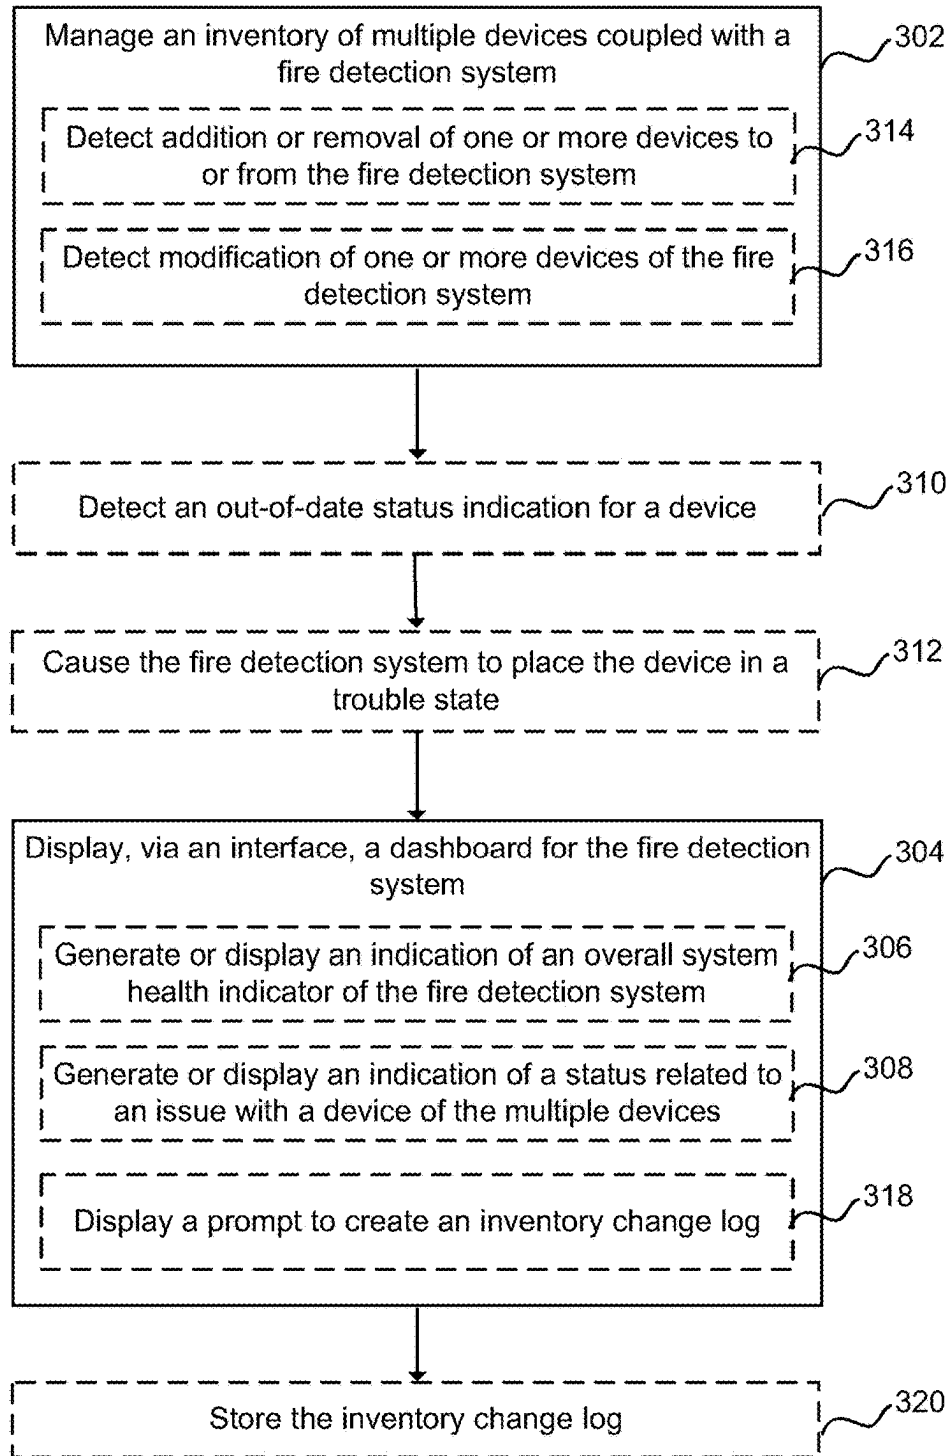 Manage an inventory of multiple devices coupled with a
fire detection system
302
Detect addition or removal of one or more devices to
or from the fire detection system
314
Detect modification of one or more devices of the fire
detection system
316
Detect an out-of-date status indication for a device
310
Cause the fire detection system to place the device in a
trouble state
312
Display, via an interface, a dashboard for the fire detection
system
304
Generate or display an indication of an overall system
health indicator of the fire detection system
306
Generate or display an indication of a status related to
an issue with a device of the multiple devices
308
Display a prompt to create an inventory change log
318
Store the inventory change log
320